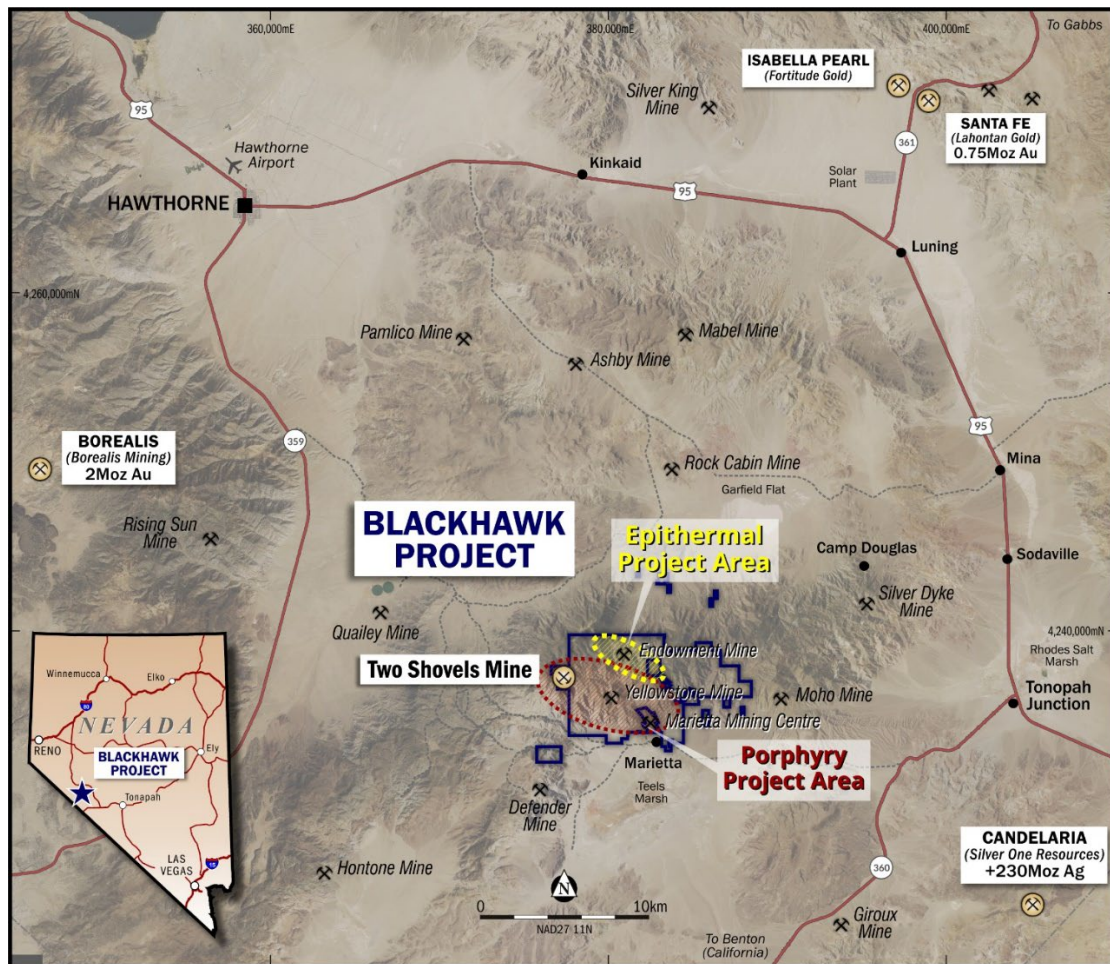 360,000mE
380,000mE
400,000mE
To Gabbs
ISABELLA PEARL
(Fortitude Gold)
Silver King
Mine
SANTA FE
(Lahontan Gold)
0.75Moz Au
95
Hawthorne
Airport
361
Solar
Plant
Kinkaid
95
HAWTHORNE
Luning
4,260,000mN
Pamlico Mine
Mabel Mine
Ashby Mine
95
359
BOREALIS
(Borealis Mining)
2Moz Au
Rock Cabin Mine
Mina
Garfield Flat
Rising Sun
Mine
BLACKHAWK
PROJECT
Epithermal
Project Area
Camp Douglas
Sodaville
Silver Dyke
Mine
Quailey Mine
4,240,000mN
Endowment Mine
Rhodes Salt
Marsh
Two Shovels Mine
Yellowstone Mine
Moho Mine
Tonopah
Junction
Marietta Mining Centre
Marietta
Porphyry
Project Area
Teels
Marsh
Defender
Mine
Hontone Mine
CANDELARIA
(Silver One Resources)
+230Moz Ag
360
N
0
10km
NAD27 11N
Giroux
Mine
To Benton
(California)
Winnemucca
Elko
80
NEVADA
RENO
Ely
BLACKHAWK
PROJECT
Tonapah
LAS
VEGAS
15